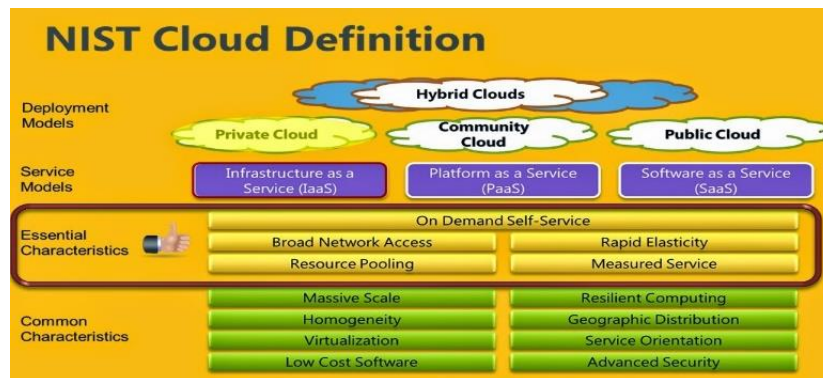 NIST Cloud Definition
Hybrid Clouds
Deployment
Models
Private Cloud
Community
Cloud
Public Cloud
Service
Models
Infrastructure as a
Service (IaaS)
Platform as a Service
(PaaS)
Software as a Service
(SaaS)
Essential
Characteristics
On Demand Self-Service
Broad Network Access
Rapid Elasticity
Resource Pooling
Measured Service
Common
Characteristics
Massive Scale
Resilient Computing
Homogeneity
Geographic Distribution
Virtualization
Service Orientation
Low Cost Software
Advanced Security